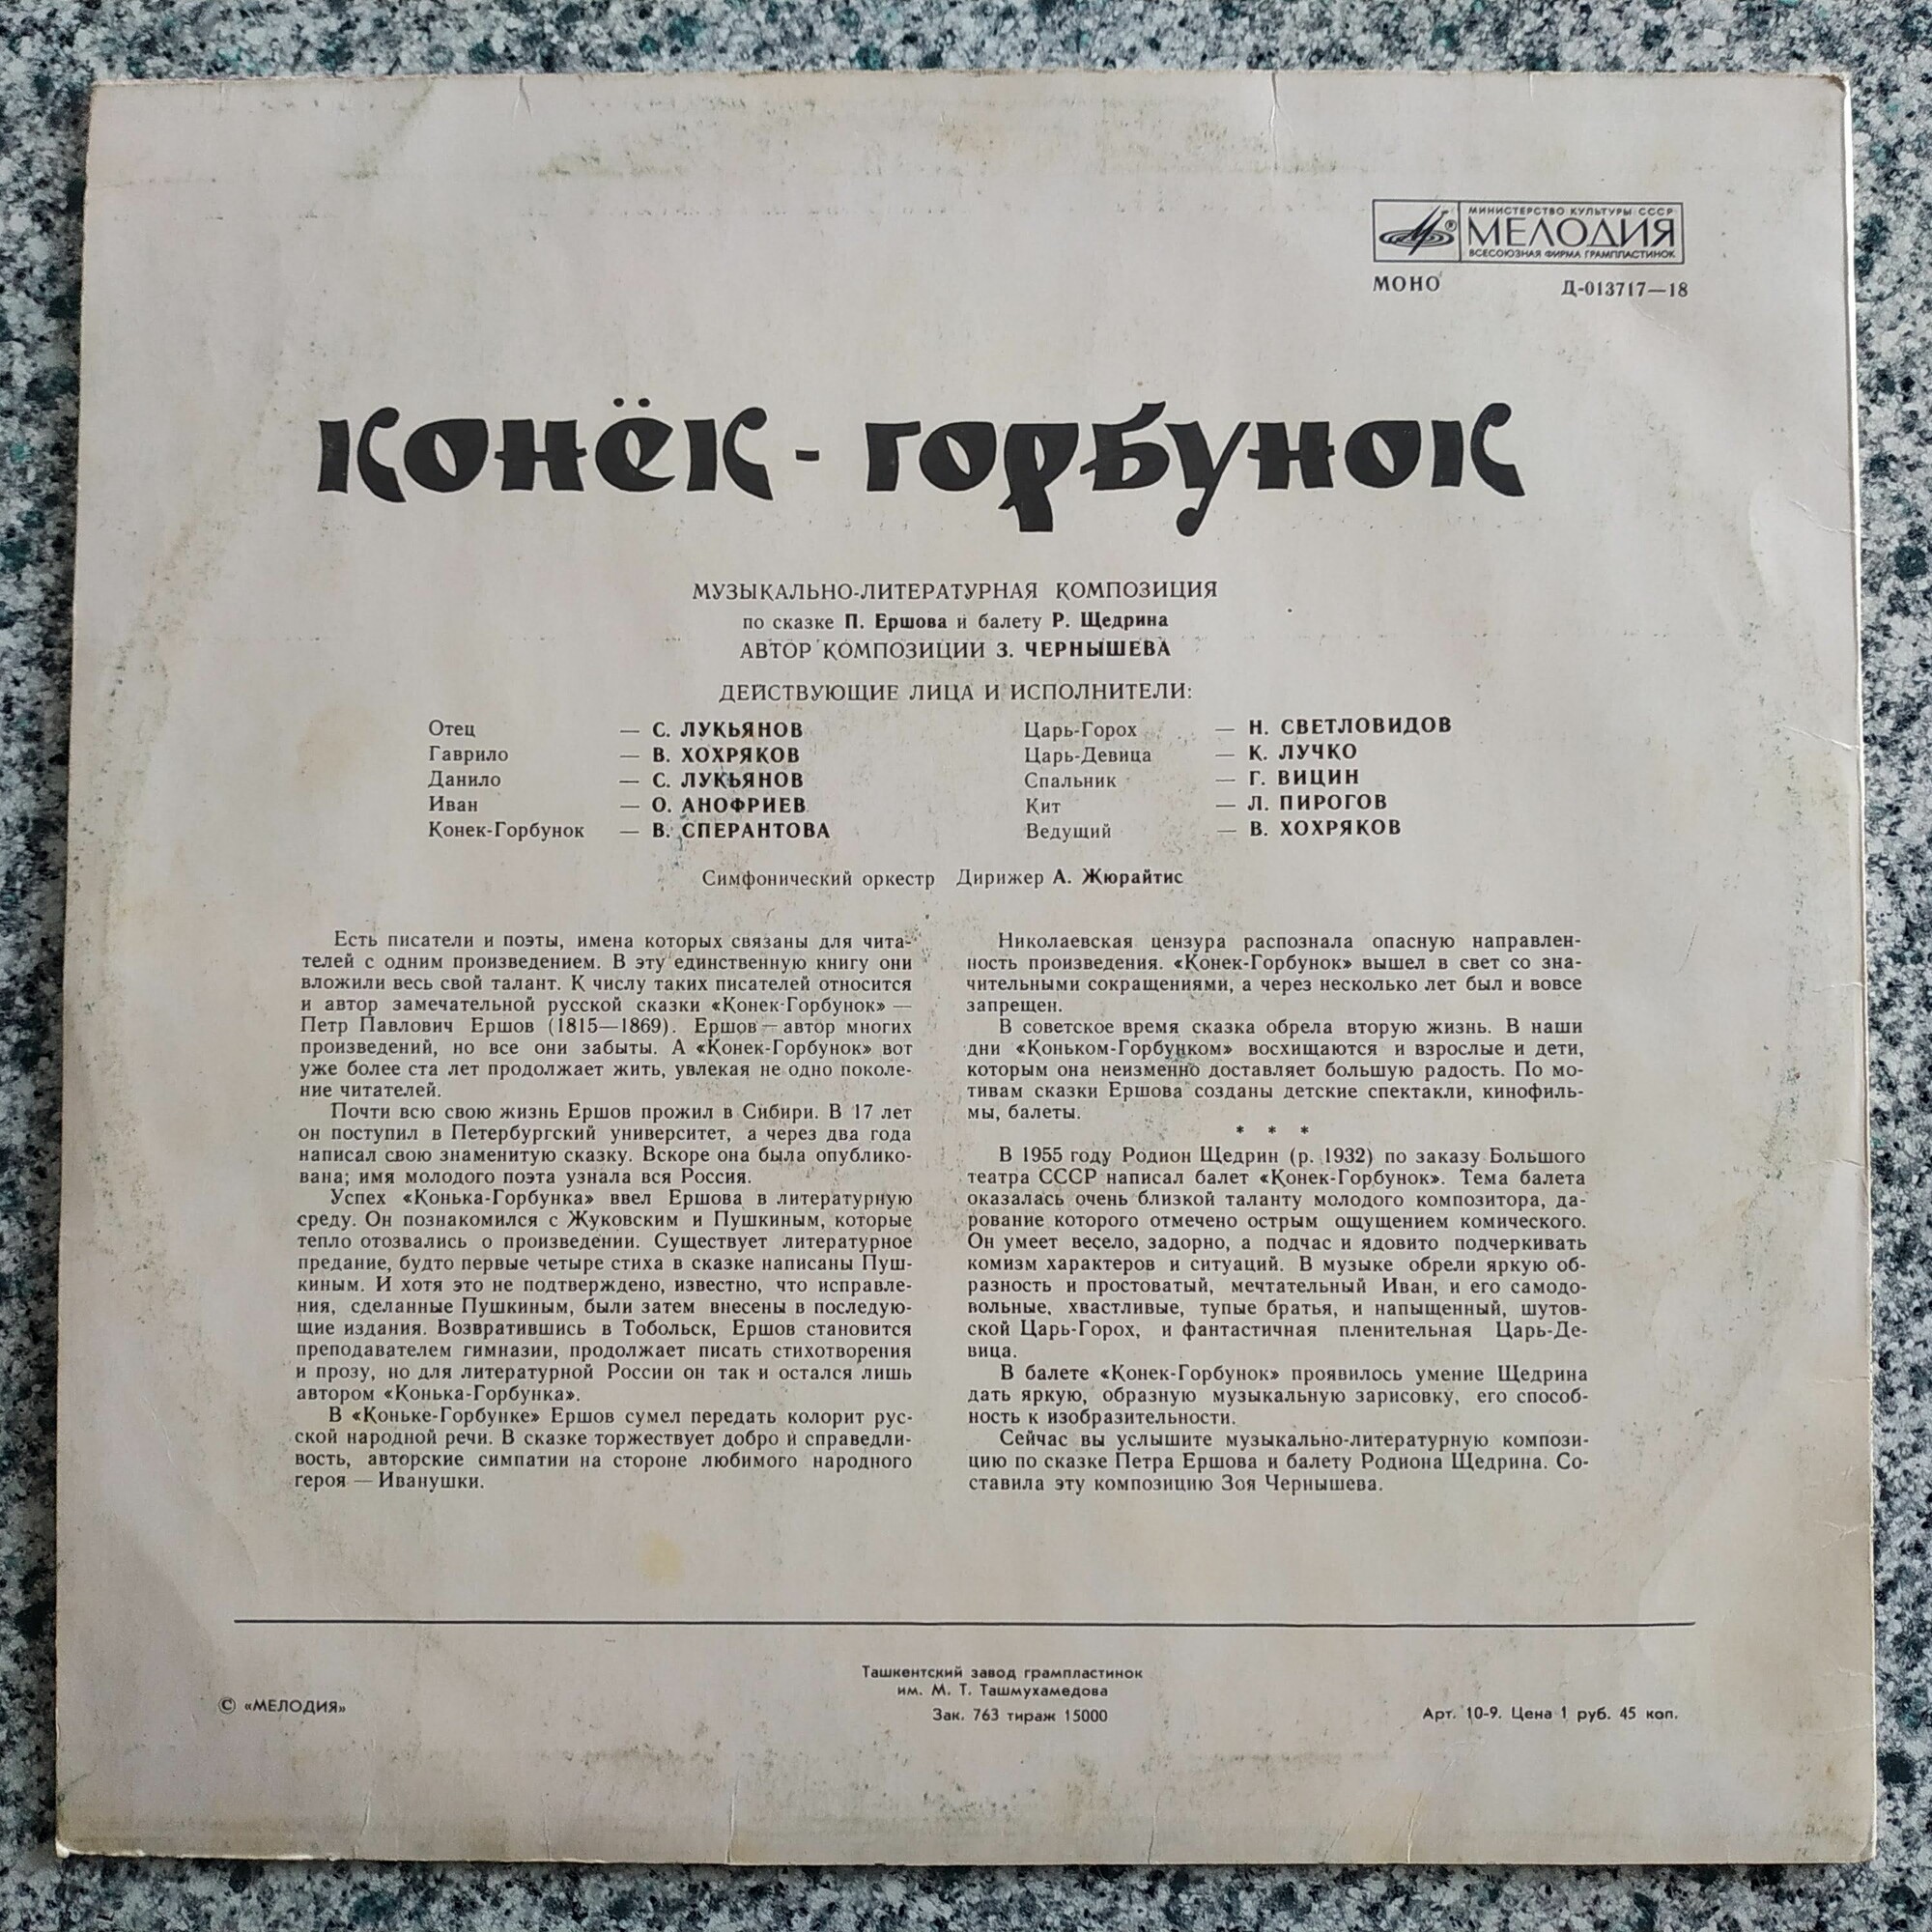 МИНИСТЕРСТВО КУЛЬТУРЫ СССР
МЕЛОДИЯ
ВСЕСОЮЗНАЯ ФИРМА ГРАМПЛАСТИНОК
МОНО Д-013717—18
КОНЁК - ГОРБУНОК
МУЗЫКАЛЬНО-ЛИТЕРАТУРНАЯ КОМПОЗИЦИЯ
по сказке П. Ершова и балету Р. Щедрина
АВТОР КОМПОЗИЦИИ З. ЧЕРНЫШЕВА
ДЕЙСТВУЮЩИЕ ЛИЦА И ИСПОЛНИТЕЛИ:
Отец — С. ЛУКЬЯНОВ
Гаврило — В. ХОХРЯКОВ
Данило — С. ЛУКЬЯНОВ
Иван — О. АНОФРИЕВ
Конек-Горбунок — В. СПЕРАНТОВА
Царь-Горох — Н. СВЕТЛОВИДОВ
Царь-Девица — К. ЛУЧКО
Спальник — Г. ВИЦИН
Кит — Л. ПИРОГОВ
Ведущий — В. ХОХРЯКОВ
Симфонический оркестр Дирижер А. Жюрайтис
Есть писатели и поэты, имена которых связаны для чита-
телей с одним произведением. В эту единственную книгу они
вложили весь свой талант. К числу таких писателей относится
и автор замечательной русской сказки «Конек-Горбунок» —
Петр Павлович Ершов (1815—1869). Ершов — автор многих
произведений, но все они забыты. А «Конек-Горбунок» вот
уже более ста лет продолжает жить, увлекая не одно поколе-
ние читателей.
Почти всю свою жизнь Ершов прожил в Сибири. В 17 лет
он поступил в Петербургский университет, а через два года
написал свою знаменитую сказку. Вскоре она была опублико-
вана; имя молодого поэта узнала вся Россия.
Успех «Конька-Горбунка» ввел Ершова в литературную
среду. Он познакомился с Жуковским и Пушкиным, которые
тепло отозвались о произведении. Существует литературное
предание, будто первые четыре стиха в сказке написаны Пуш-
киным. И хотя это не подтверждено, известно, что исправле-
ния, сделанные Пушкиным, были затем внесены в последую-
щие издания. Возвратившись в Тобольск, Ершов становится
преподавателем гимназии, продолжает писать стихотворения
и прозу, но для литературной России он так и остался лишь
автором «Конька-Горбунка».
В «Коньке-Горбунке» Ершов сумел передать колорит рус-
ской народной речи. В сказке торжествует добро и справедли-
вость, авторские симпатии на стороне любимого народного
героя — Иванушки.
Николаевская цензура распознала опасную направлен-
ность произведения. «Конек-Горбунок» вышел в свет со зна-
чительными сокращениями, а через несколько лет был и вовсе
запрещен.
В советское время сказка обрела вторую жизнь. В наши
дни «Коньком-Горбунком» восхищаются и взрослые и дети,
которым она неизменно доставляет большую радость. По мо-
тивам сказки Ершова созданы детские спектакли, кинофиль-
мы, балеты.
* * *
В 1955 году Родион Щедрин (р. 1932) по заказу Большого
театра СССР написал балет «Конек-Горбунок». Тема балета
оказалась очень близкой таланту молодого композитора, да-
рование которого отмечено острым ощущением комического.
Он умеет весело, задорно, а подчас и ядовито подчеркивать
комизм характеров и ситуаций. В музыке обрели яркую об-
разность и простоватый, мечтательный Иван, и его самодо-
вольные, хвастливые, тупые братья, и напыщенный, шутов-
ской Царь-Горох, и фантастичная пленительная Царь-Де-
вица.
В балете «Конек-Горбунок» проявилось умение Щедрина
дать яркую, образную музыкальную зарисовку, его способ-
ность к изобразительности.
Сейчас вы услышите музыкально-литературную компози-
цию по сказке Петра Ершова и балету Родиона Щедрина. Со-
ставила эту композицию Зоя Чернышева.
© «МЕЛОДИЯ»
Ташкентский завод грампластинок
им. М. Т. Ташмухамедова
Зак. 763 тираж 15000
Арт. 10-9. Цена 1 руб. 45 коп.